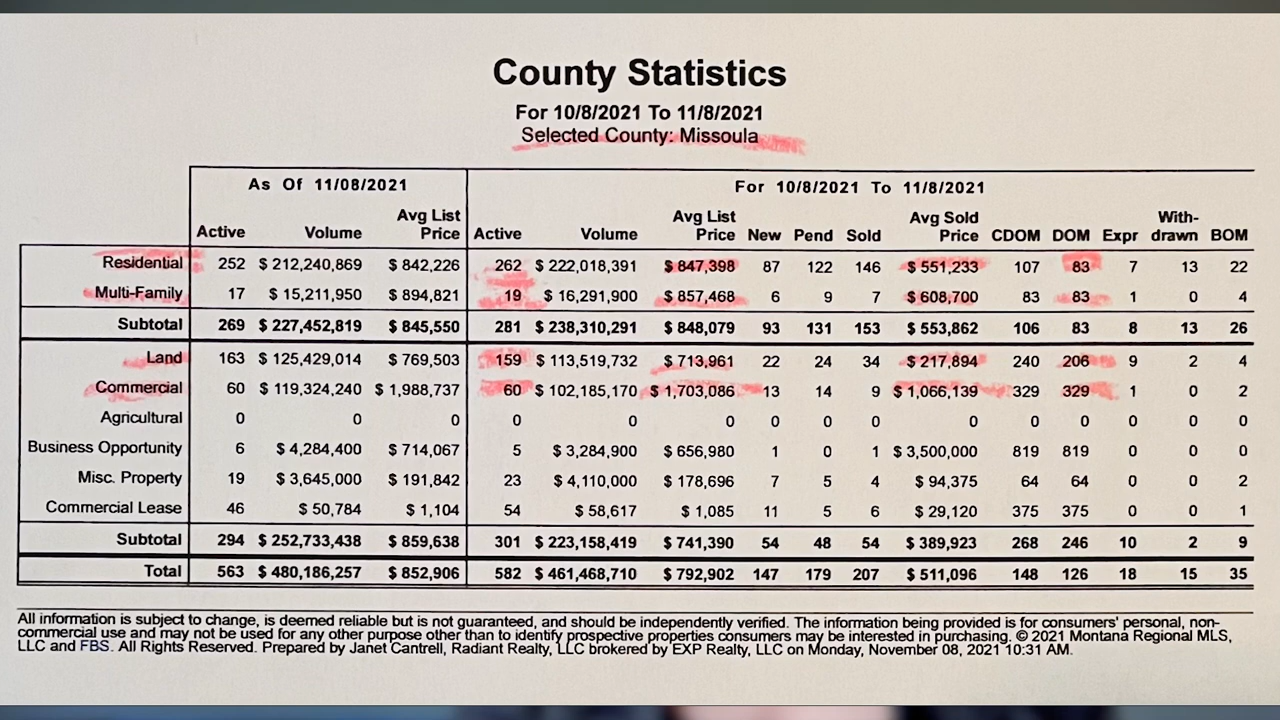 County Statistics
For 10/8/2021 To 11/8/2021
Selected County: Missoula
As Of 11/08/2021 For 10/8/2021 To 11/8/2021
Avg List Avg List Avg Sold With-
Active Volume Price Active Volume Price New Pend Sold Price CDOM DOM Expr drawn BOM
Residential 252 $ 212,240,869 $ 842,226 262 $ 222,018,391 $ 847,398 87 122 146 $ 551,233 107 83 7 13 22
Multi-Family 17 $ 15,211,950 $ 894,821 19 $ 16,291,900 $ 857,468 6 9 7 $ 608,700 83 83 1 0 4
Subtotal 269 $ 227,452,819 $ 845,550 281 $ 238,310,291 $ 848,079 93 131 153 $ 553,862 106 83 8 13 26
Land 163 $ 125,429,014 $ 769,503 159 $ 113,519,732 $ 713,961 22 24 34 $ 217,894 240 206 9 2 4
Commercial 60 $ 119,324,240 $ 1,988,737 60 $ 102,185,170 $ 1,703,086 13 14 9 $ 1,066,139 329 329 1 0 2
Agricultural 0 0 0 0 0 0 0 0 0 0 0 0 0 0 0
Business Opportunity 6 $ 4,284,400 $ 714,067 5 $ 3,284,900 $ 656,980 1 0 1 $ 3,500,000 819 819 0 0 0
Misc. Property 19 $ 3,645,000 $ 191,842 23 $ 4,110,000 $ 178,696 7 5 4 $ 94,375 64 64 0 0 2
Commercial Lease 46 $ 50,784 $ 1,104 54 $ 58,617 $ 1,085 11 5 6 $ 29,120 375 375 0 0 1
Subtotal 294 $ 252,733,438 $ 859,638 301 $ 223,158,419 $ 741,390 54 48 54 $ 389,923 268 246 10 2 9
Total 563 $ 480,186,257 $ 852,906 582 $ 461,468,710 $ 792,902 147 179 207 $ 511,096 148 126 18 15 35
All information is subject to change, is deemed reliable but is not guaranteed, and should be independently verified. The information being provided is for consumers' personal, non-
commercial use and may not be used for any other purpose other than to identify prospective properties consumers may be interested in purchasing. © 2021 Montana Regional MLS,
LLC and FBS. All Rights Reserved. Prepared by Janet Cantrell, Radiant Realty, LLC brokered by EXP Realty, LLC on Monday, November 08, 2021 10:31 AM.